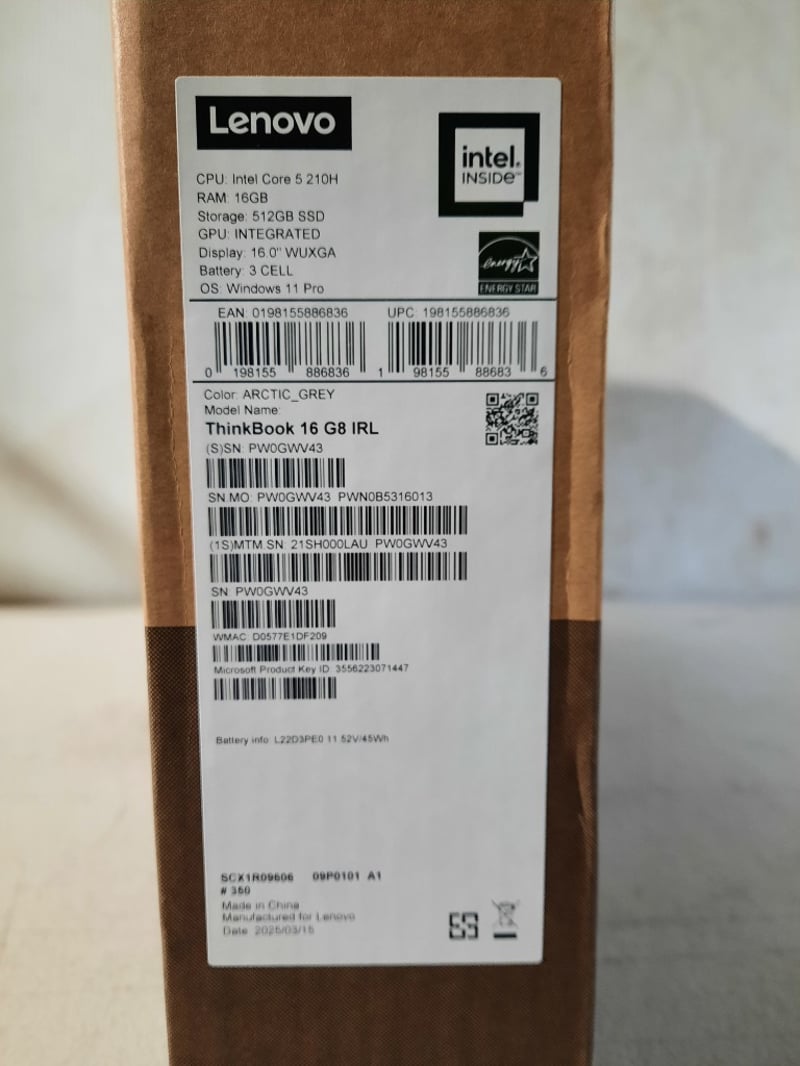 Lenovo
intel.
INSIDE™
CPU: Intel Core 5 210H
RAM: 16GB
Storage: 512GB SSD
GPU: INTEGRATED
Display: 16.0" WUXGA
Battery: 3 CELL
OS: Windows 11 Pro
energy
ENERGY STAR
EAN: 0198155886836 UPC: 198155886836
0 198155 886836 1 98155 88683 6
Color: ARCTIC_GREY
Model Name:
ThinkBook 16 G8 IRL
(S)SN: PW0GWV43
SN.MO: PW0GWV43 PWN0B5316013
(1S)MTM.SN: 21SH000LAU PW0GWV43
SN: PW0GWV43
WMAC: D0577E1DF209
Microsoft Product Key ID: 3556223071447
Battery info: L22D3PE0 11.52V/45Wh
SCX1R09606 09P0101 A1
# 350
Made in China
Manufactured for Lenovo
Date: 2025/03/15